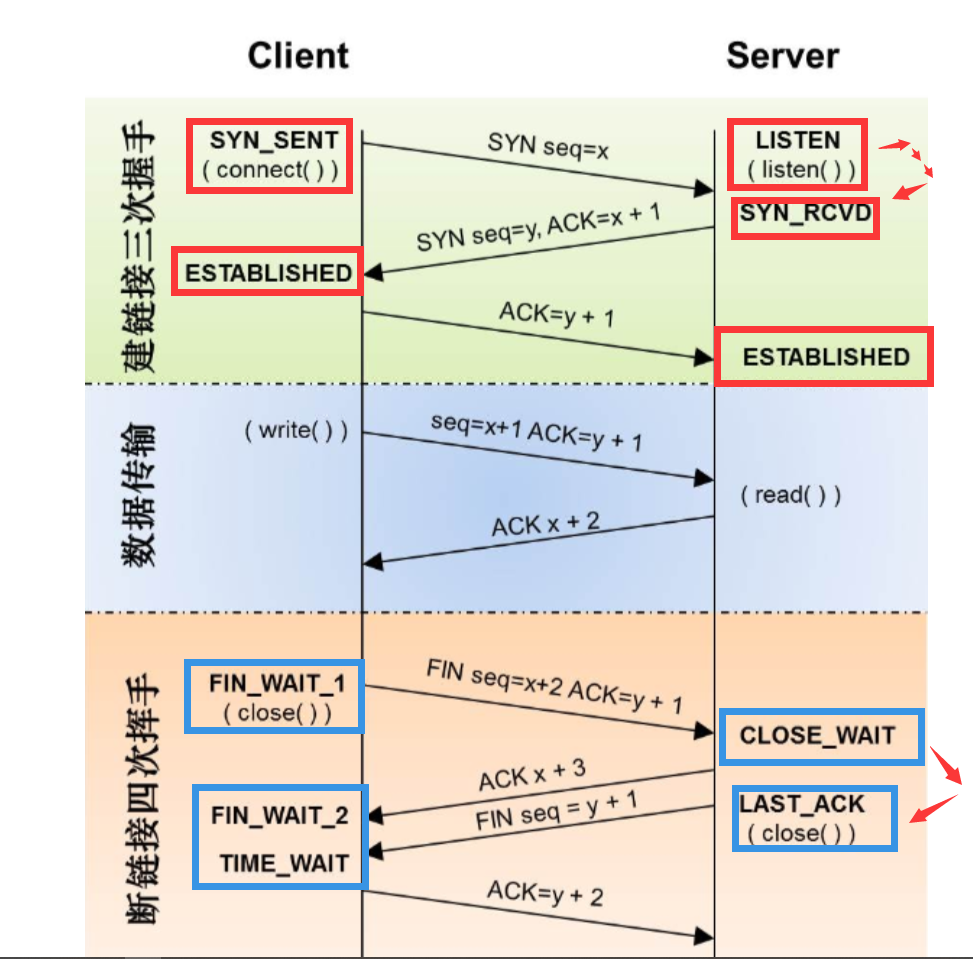 Client
Server
建链接三次握手
SYN_SENT
( connect( ) )
SYN seq=x
LISTEN
( listen( ) )
SYN_RCVD
SYN seq=y, ACK=x + 1
ESTABLISHED
ACK=y + 1
ESTABLISHED
数据传输
( write( ) )
seq=x+1 ACK=y + 1
( read( ) )
ACK x + 2
断链接四次挥手
FIN_WAIT_1
( close( ) )
FIN seq=x+2 ACK=y + 1
CLOSE_WAIT
ACK x + 3
FIN_WAIT_2
FIN seq = y + 1
LAST_ACK
( close( ) )
TIME_WAIT
ACK=y + 2